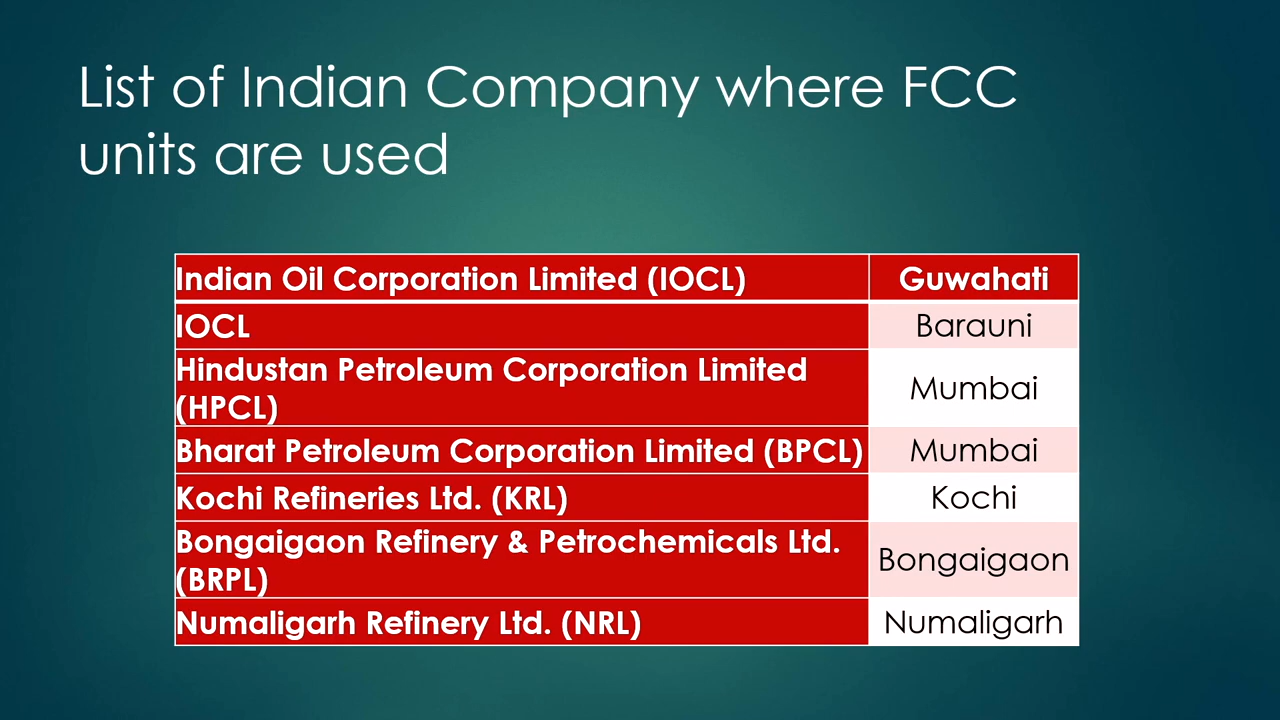 List of Indian Company where FCC
units are used
Indian Oil Corporation Limited (IOCL) Guwahati
IOCL Barauni
Hindustan Petroleum Corporation Limited
(HPCL) Mumbai
Bharat Petroleum Corporation Limited (BPCL) Mumbai
Kochi Refineries Ltd. (KRL) Kochi
Bongaigaon Refinery & Petrochemicals Ltd.
(BRPL) Bongaigaon
Numaligarh Refinery Ltd. (NRL) Numaligarh